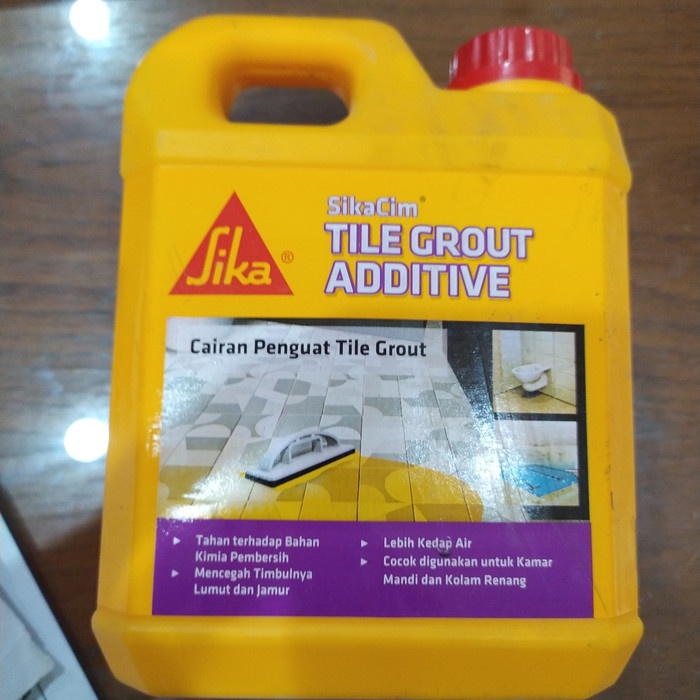 Sika®
SikaCim®
TILE GROUT
ADDITIVE
Cairan Penguat Tile Grout
Tahan terhadap Bahan
Kimia Pembersih
Mencegah Timbulnya
Lumut dan Jamur
Lebih Kedap Air
Cocok digunakan untuk Kamar
Mandi dan Kolam Renang